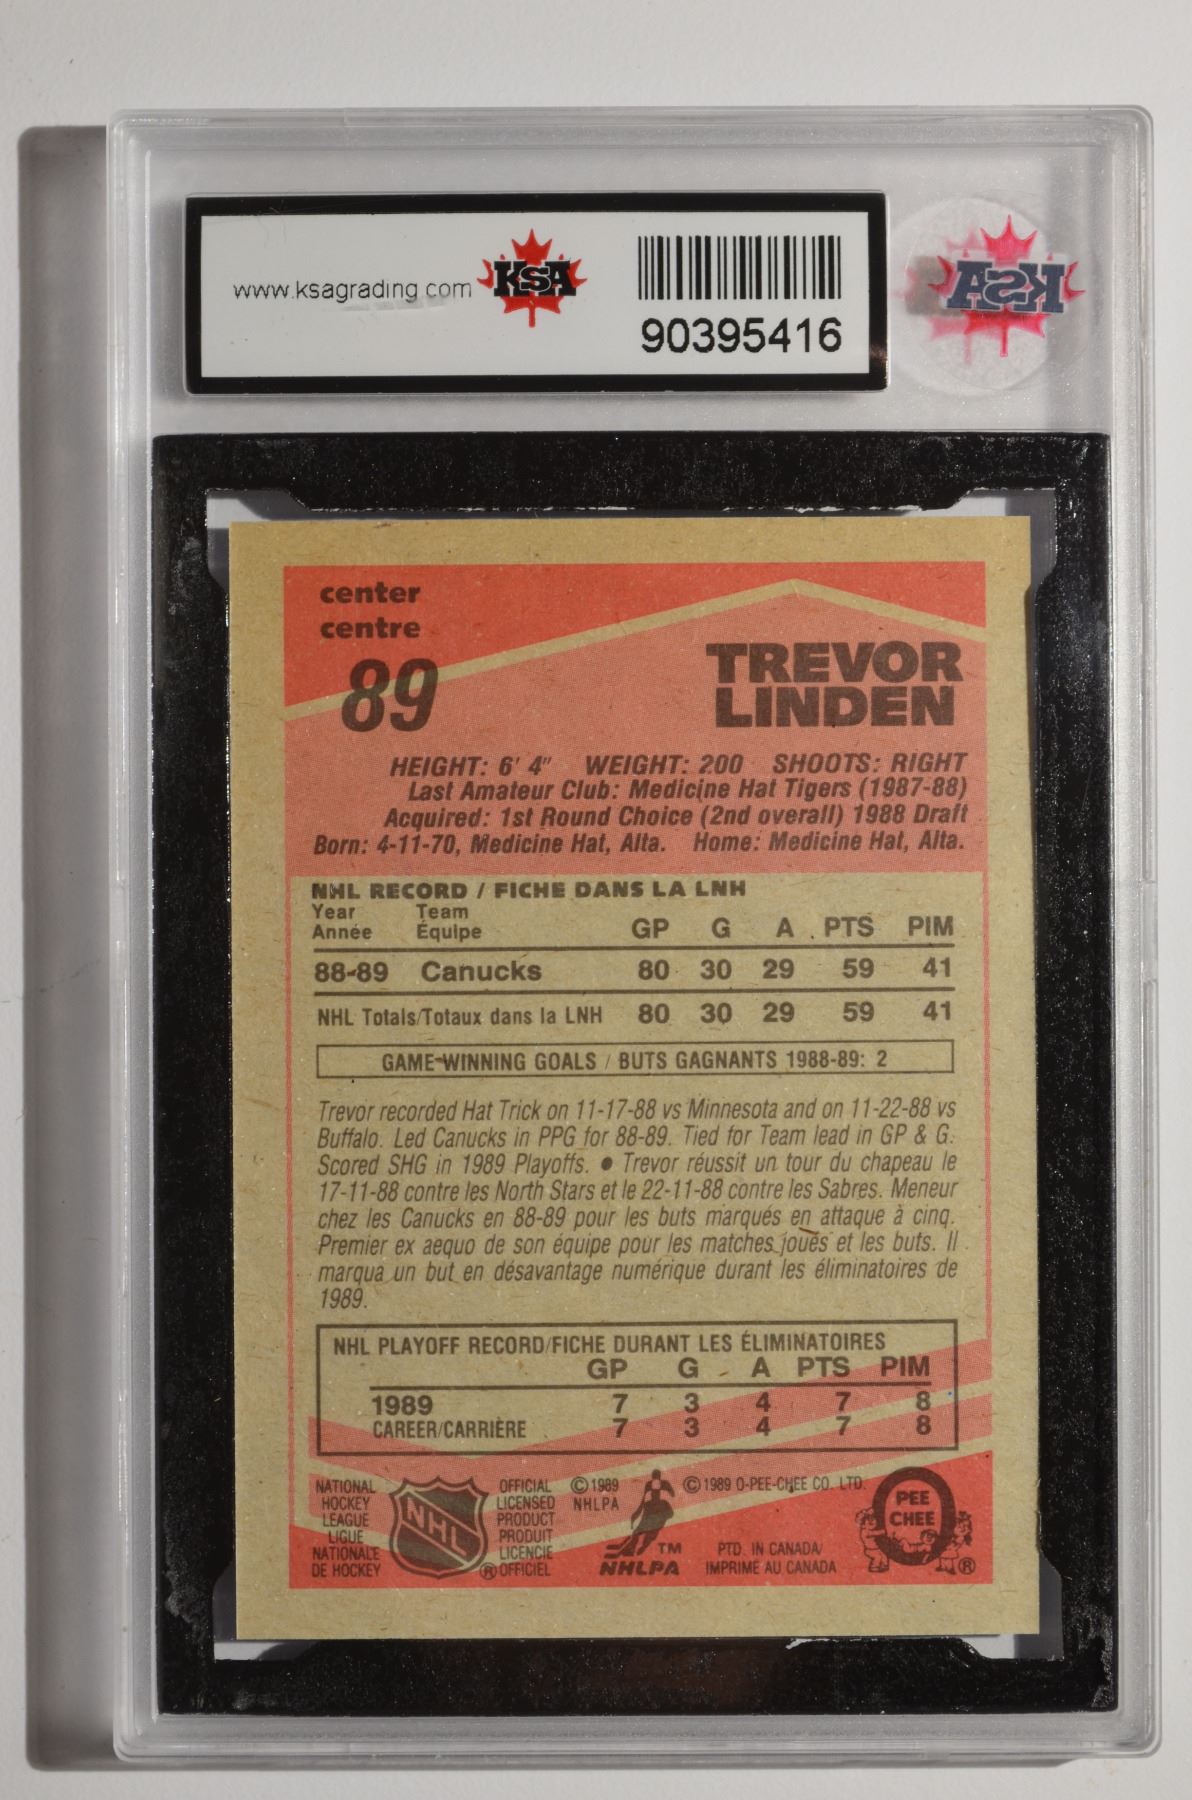 www.ksagrading.com
KSA
90395416
KSA
center
centre
89
TREVOR
LINDEN
HEIGHT: 6' 4" WEIGHT: 200 SHOOTS: RIGHT
Last Amateur Club: Medicine Hat Tigers (1987-88)
Acquired: 1st Round Choice (2nd overall) 1988 Draft
Born: 4-11-70, Medicine Hat, Alta. Home: Medicine Hat, Alta.
NHL RECORD / FICHE DANS LA LNH
Year Team
Année Équipe GP G A PTS PIM
88-89 Canucks 80 30 29 59 41
NHL Totals/Totaux dans la LNH 80 30 29 59 41
GAME-WINNING GOALS / BUTS GAGNANTS 1988-89: 2
Trevor recorded Hat Trick on 11-17-88 vs Minnesota and on 11-22-88 vs
Buffalo. Led Canucks in PPG for 88-89. Tied for Team lead in GP & G.
Scored SHG in 1989 Playoffs. ● Trevor réussit un tour du chapeau le
17-11-88 contre les North Stars et le 22-11-88 contre les Sabres. Meneur
chez les Canucks en 88-89 pour les buts marqués en attaque à cinq.
Premier ex aequo de son équipe pour les matches joués et les buts. Il
marqua un but en désavantage numérique durant les éliminatoires de
1989.
NHL PLAYOFF RECORD/FICHE DURANT LES ÉLIMINATOIRES
GP G A PTS PIM
1989 7 3 4 7 8
CAREER/CARRIÈRE 7 3 4 7 8
NATIONAL
HOCKEY
LEAGUE
LIGUE
NATIONALE
DE HOCKEY
NHL
OFFICIAL
LICENSED
PRODUCT
PRODUIT
LICENCIE
® OFFICIEL
© 1989
NHLPA
TM
NHLPA
© 1989 O-PEE-CHEE CO. LTD.
PTD. IN CANADA/
IMPRIME AU CANADA
PEE
CHEE
®